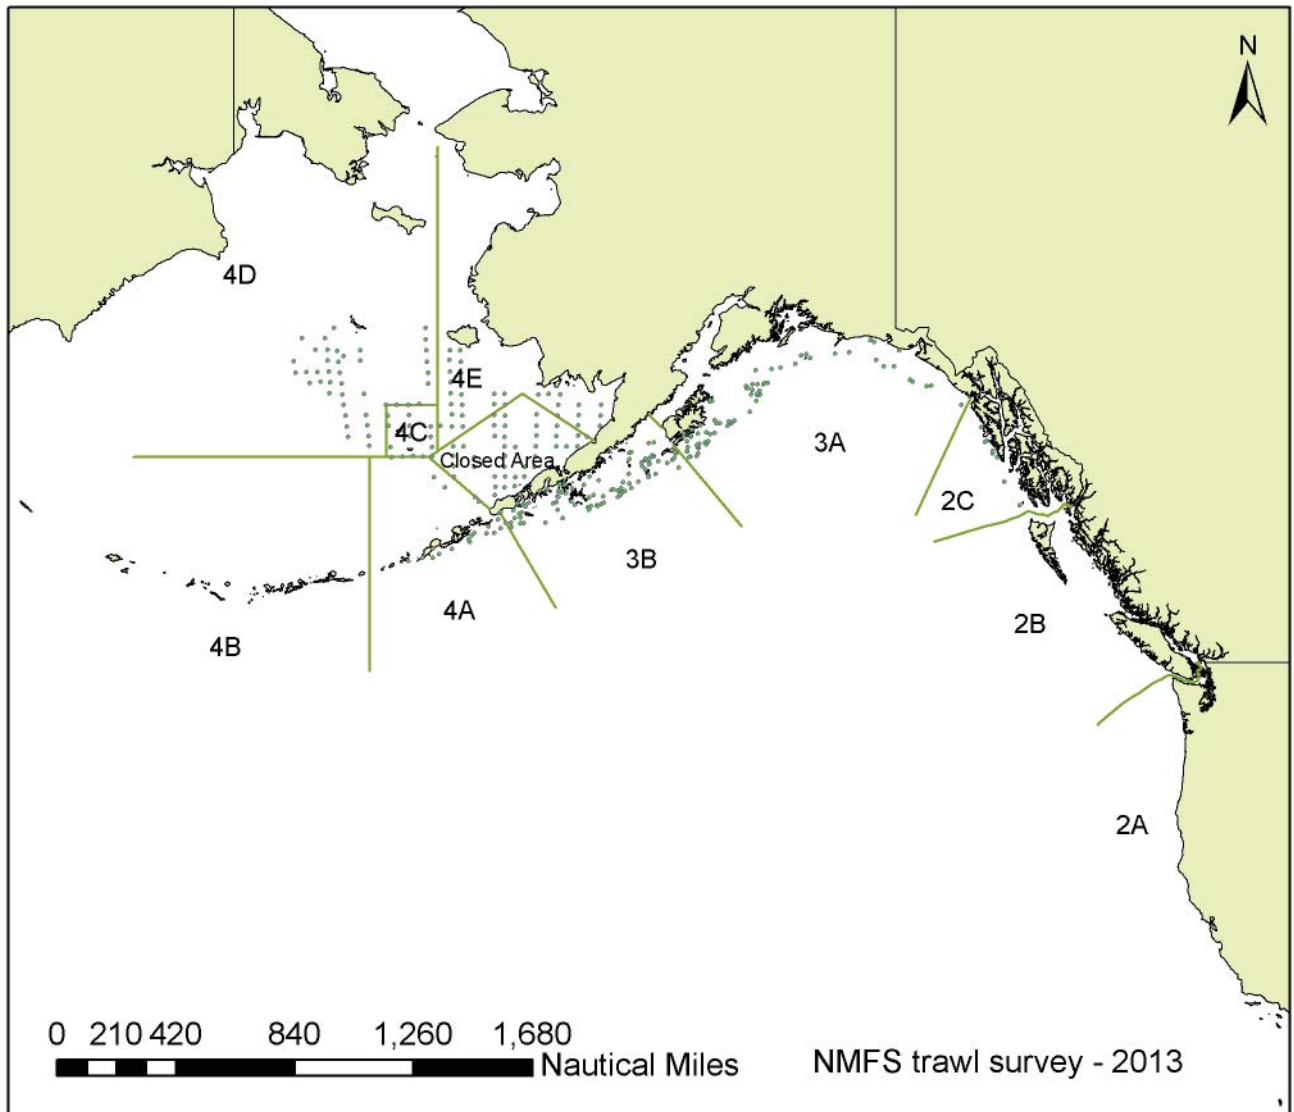 N
4D
4E
4C
Closed Area
3A
2C
3B
4A
2B
4B
2A
0 210 420 840 1,260 1,680
Nautical Miles
NMFS trawl survey - 2013